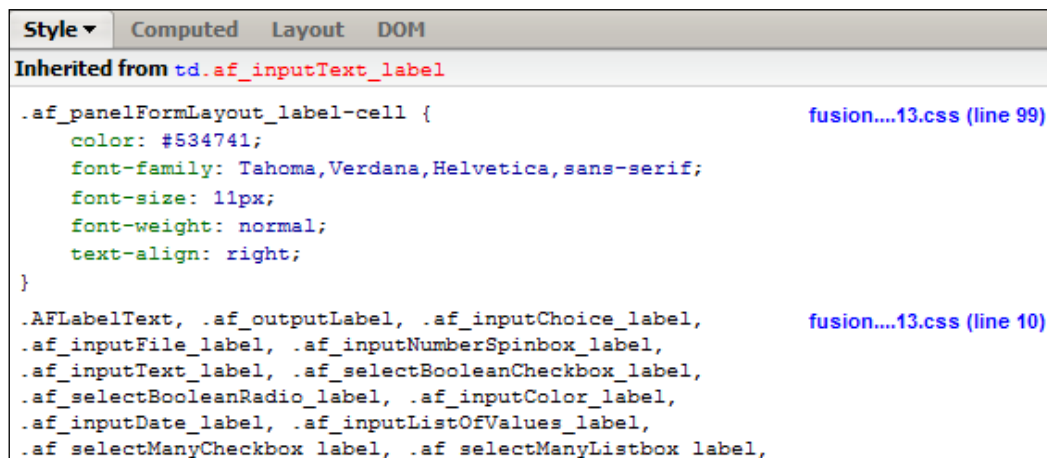 Style ▾ Computed Layout DOM
Inherited from td.af_inputText_label
.af_panelFormLayout_label-cell { fusion....13.css (line 99)
color: #534741;
font-family: Tahoma,Verdana,Helvetica,sans-serif;
font-size: 11px;
font-weight: normal;
text-align: right;
}
.AFLabelText, .af_outputLabel, .af_inputChoice_label, fusion....13.css (line 10)
.af_inputFile_label, .af_inputNumberSpinbox_label,
.af_inputText_label, .af_selectBooleanCheckbox_label,
.af_selectBooleanRadio_label, .af_inputColor_label,
.af_inputDate_label, .af_inputListOfValues_label,
.af_selectManyCheckbox_label, .af_selectManyListbox_label,